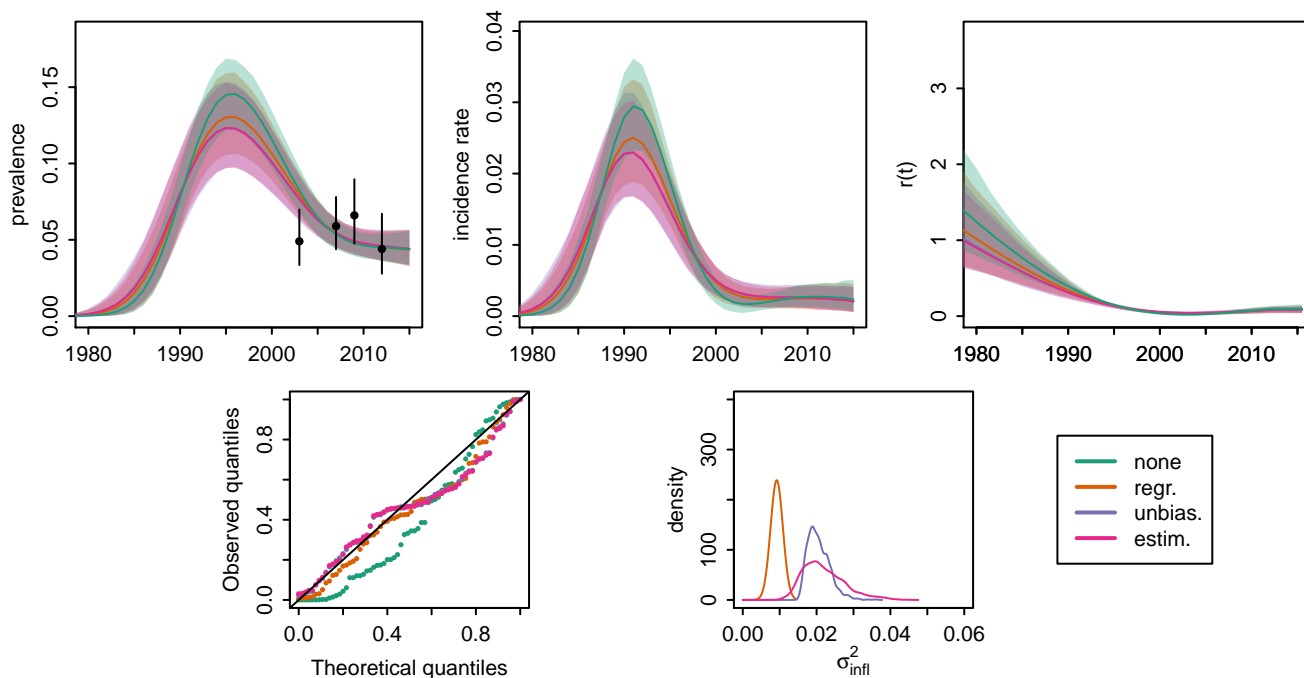 prevalence
0.00 0.05 0.10 0.15
1980 1990 2000 2010
incidence rate
0.00 0.01 0.02 0.03 0.04
1980 1990 2000 2010
r(t)
0 1 2 3
1980 1990 2000 2010
Observed quantiles
0.0 0.4 0.8
0.0 0.4 0.8
Theoretical quantiles
density
0 100 300
0.00 0.02 0.04 0.06
σ²infl
none
regr.
unbias.
estim.